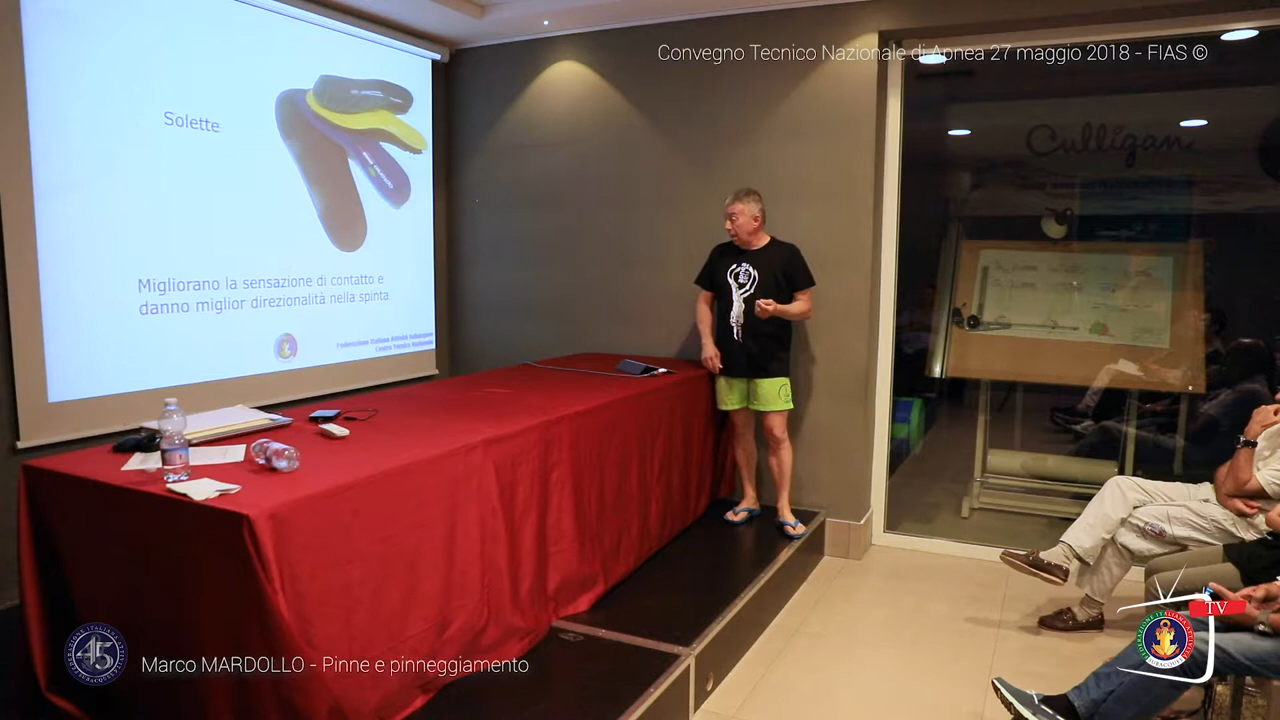 Convegno Tecnico Nazionale di Apnea 27 maggio 2018 - FIAS ©
Solette
Migliorano la sensazione di contatto e
danno miglior direzionalità nella spinta
Culligan
TV
45
Marco MARDOLLO - Pinne e pinneggiamento